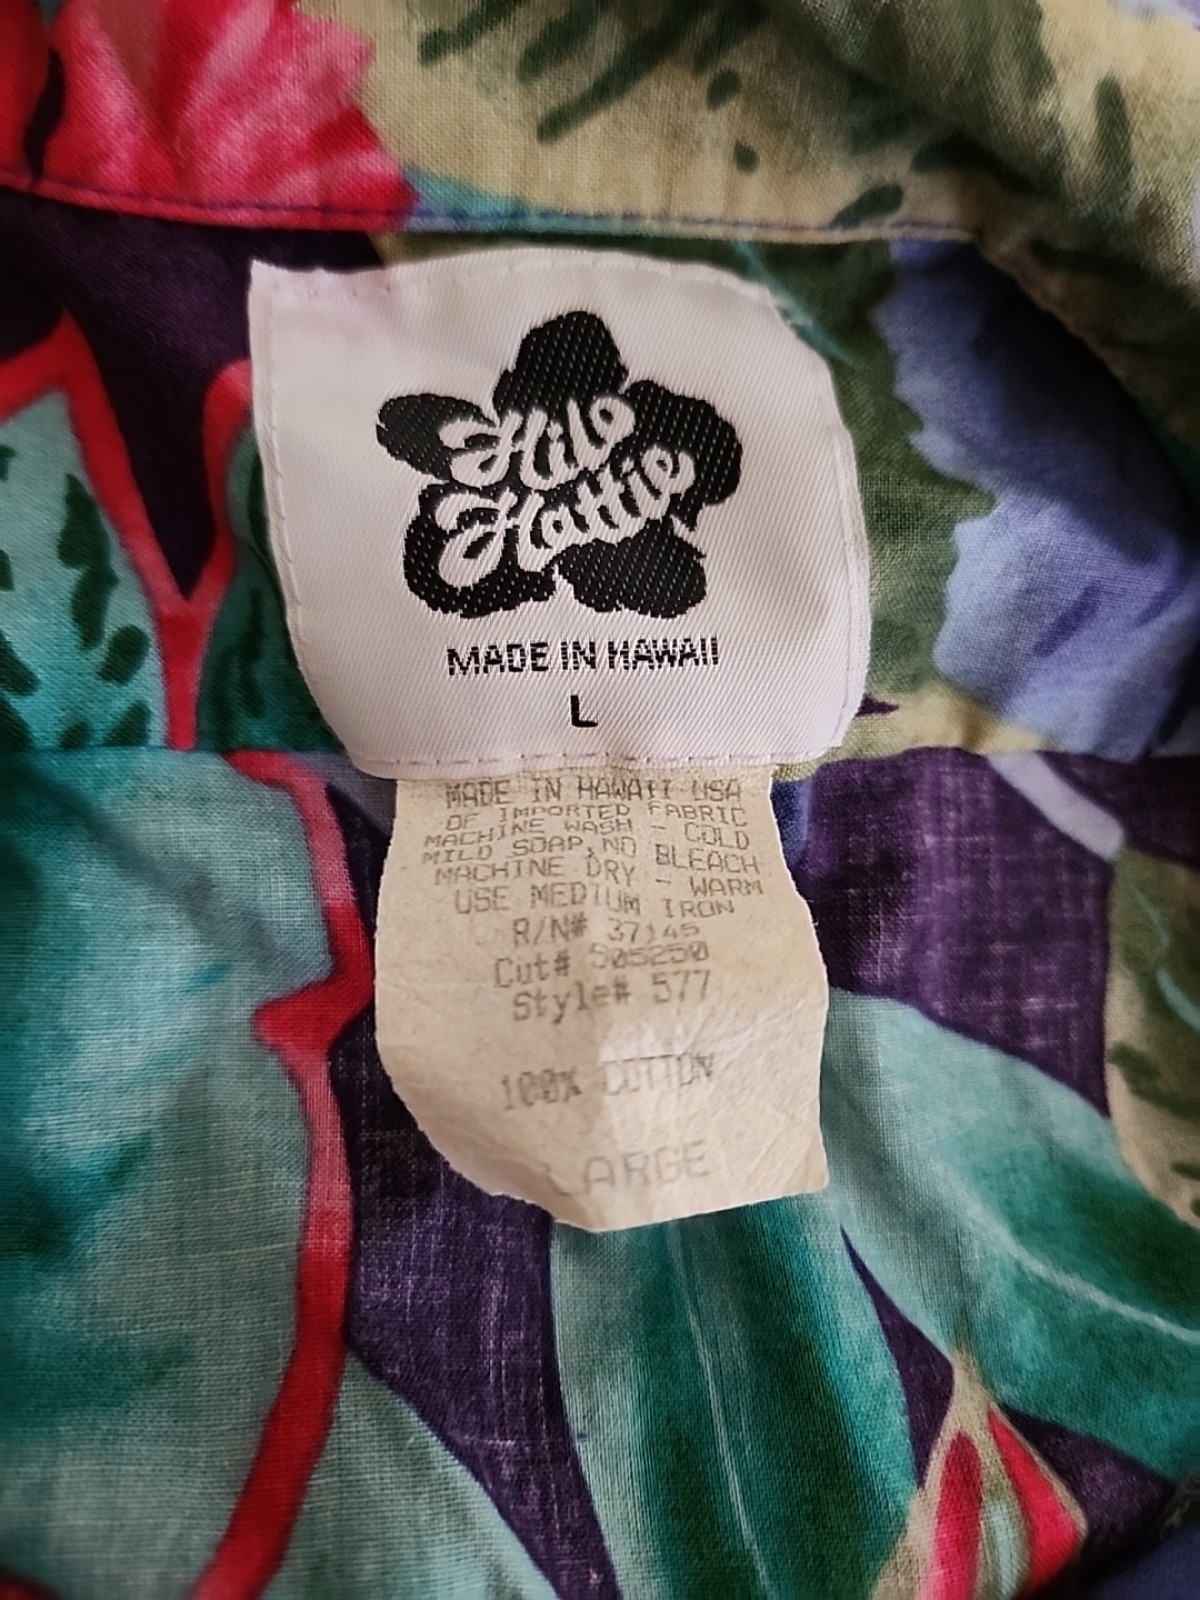 Hilo
Hattie
MADE IN HAWAII
L
MADE IN HAWAII USA
OF IMPORTED FABRIC
MACHINE WASH - COLD
MILD SOAP, NO BLEACH
MACHINE DRY - WARM
USE MEDIUM IRON
R/N# 37145
Cut# 505250
Style# 577
100% COTTON
LARGE